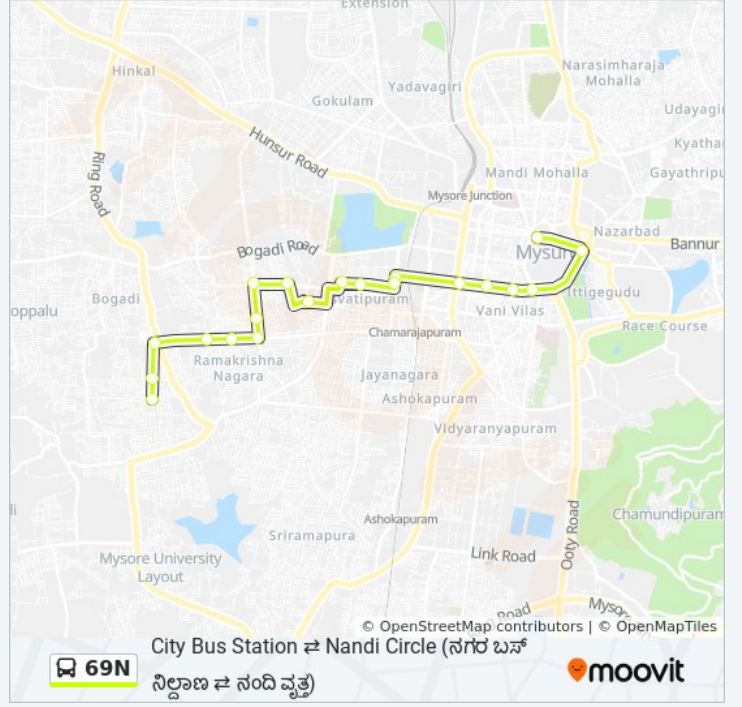 Extension
Hinkal
Narasimharaja
Mohalla
Yadavagiri
Gokulam
Udayagi
Hunsur Road
Kyatha
Ring Road
Mandi Mohalla
Gayathripu
Mysore Junction
Nazarbad
Bogadi Road
Mysuru
Bannur
Bogadi
Ittigegudu
oppalu
vatipuram
Vani Vilas
Race Course
Chamarajapuram
Ramakrishna
Nagara
Jayanagara
Ashokapuram
Vidyaranyapuram
Chamundipuram
Ashokapuram
Ooty Road
Sriramapura
Link Road
Mysore University
Layout
Road
Myso
© OpenStreetMap contributors | © OpenMapTiles
69N
City Bus Station ⇄ Nandi Circle (ನಗರ ಬಸ್
ನಿಲ್ದಾಣ ⇄ ನಂದಿ ವೃತ್ತ)
moovit